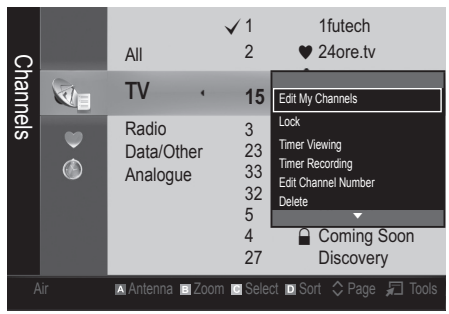 Channels
1 1futech
All 2 24ore.tv
TV 15
Radio 3
Data/Other 23
Analogue 33
32
5
4 Coming Soon
27 Discovery
Edit My Channels
Lock
Timer Viewing
Timer Recording
Edit Channel Number
Delete
Air A Antenna B Zoom C Select D Sort Page Tools